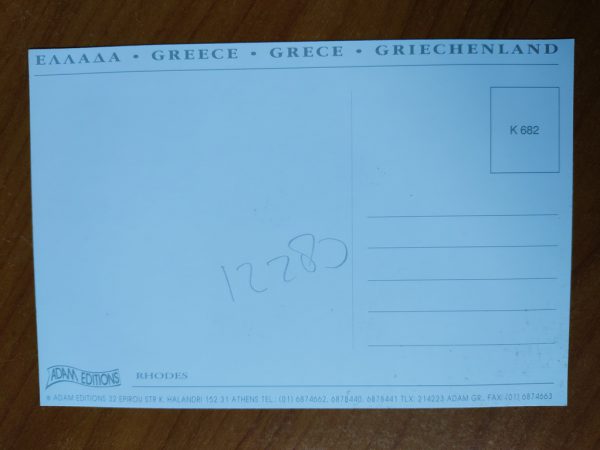 ΕΛΛΑΔΑ • GREECE • GRECE • GRIECHENLAND
K 682
12280
ADAM EDITIONS
RHODES
© ADAM EDITIONS 32 EPIROU STR K. HALANDRI 152 31 ATHENS TEL.: (01) 6874662, 6878440, 6878441 TLX: 214223 ADAM GR., FAX: (01) 6874663